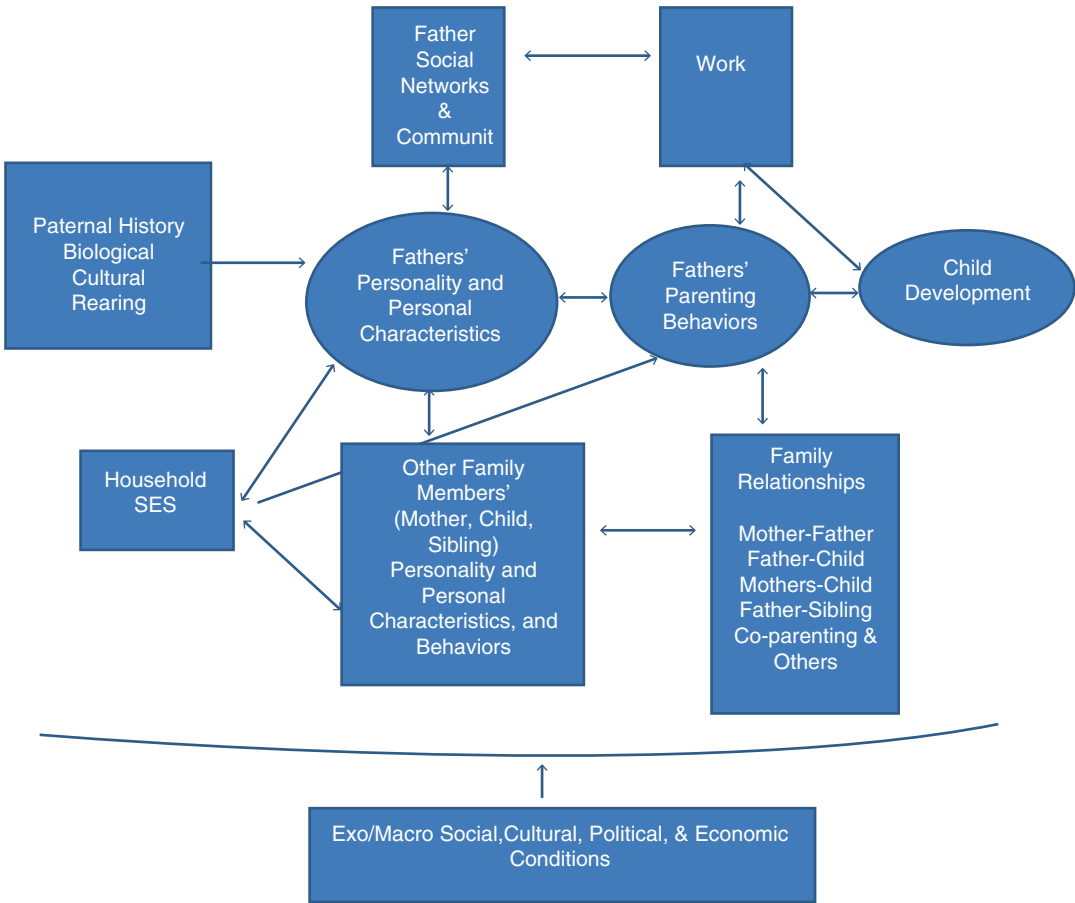 Father
Social
Networks
&
Communit
Work
Paternal History
Biological
Cultural
Rearing
Fathers’
Personality and
Personal
Characteristics
Fathers’
Parenting
Behaviors
Child
Development
Household
SES
Other Family
Members’
(Mother, Child,
Sibling)
Personality and
Personal
Characteristics, and
Behaviors
Family
Relationships
Mother-Father
Father-Child
Mothers-Child
Father-Sibling
Co-parenting &
Others
Exo/Macro Social,Cultural, Political, & Economic
Conditions